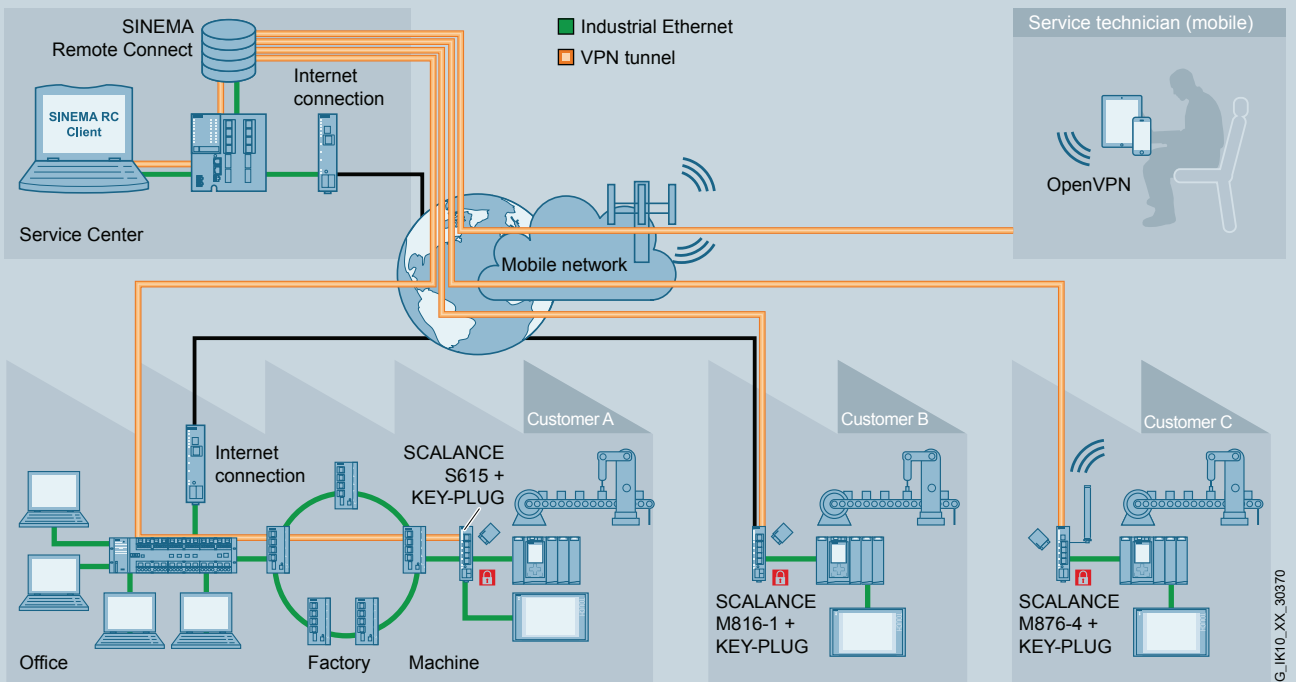 SINEMA
Remote Connect
Internet
connection
SINEMA RC
Client
Service Center
Industrial Ethernet
VPN tunnel
Service technician (mobile)
OpenVPN
Mobile network
Customer A
Internet
connection
SCALANCE
S615 +
KEY-PLUG
Office
Factory
Machine
Customer B
SCALANCE
M816-1 +
KEY-PLUG
Customer C
SCALANCE
M876-4 +
KEY-PLUG
G_IK10_XX_30370